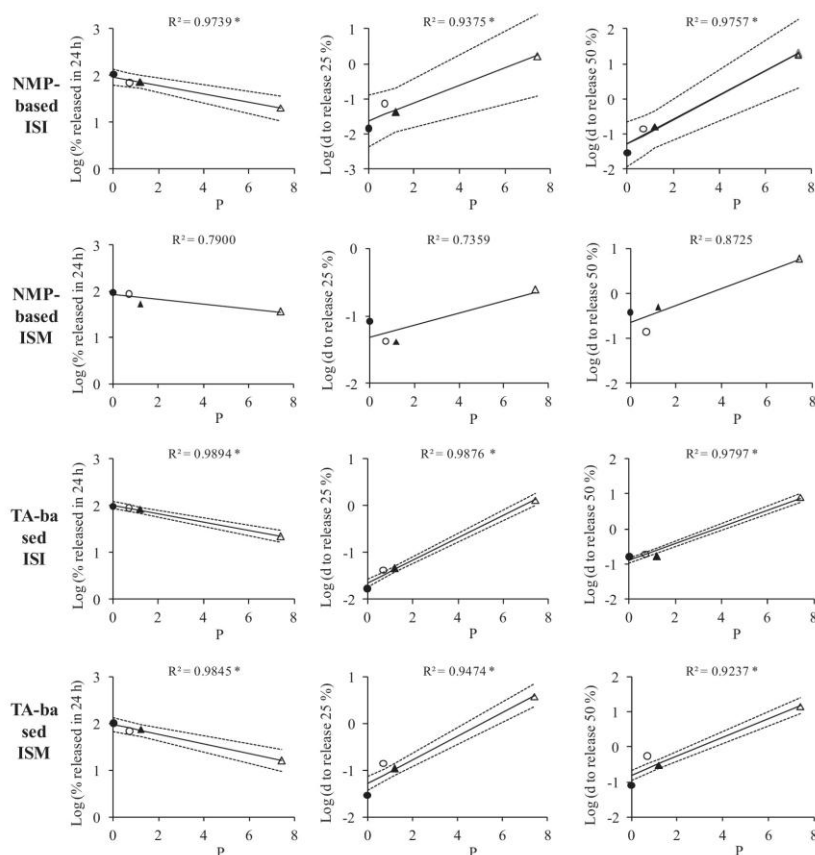 R² = 0.9739 *
R² = 0.9375 *
R² = 0.9757 *
NMP-
based
ISI
Log (% released in 24 h)
3
2
1
0
0 2 4 6 8
P
Log (d to release 25 %)
1
0
-1
-2
-3
0 2 4 6 8
P
Log (d to release 50 %)
2
1
0
-1
-2
0 2 4 6 8
P
R² = 0.7900
R² = 0.7359
R² = 0.8725
NMP-
based
ISM
Log (% released in 24 h)
3
2
1
0
0 2 4 6 8
P
Log (d to release 25 %)
0
-1
-2
0 2 4 6 8
P
Log (d to release 50 %)
1
0
-1
-2
0 2 4 6 8
P
R² = 0.9894 *
R² = 0.9876 *
R² = 0.9797 *
TA-ba
sed
ISI
Log (% released in 24 h)
3
2
1
0
0 2 4 6 8
P
Log (d to release 25 %)
1
0
-1
-2
0 2 4 6 8
P
Log (d to release 50 %)
2
1
0
-1
-2
0 2 4 6 8
P
R² = 0.9845 *
R² = 0.9474 *
R² = 0.9237 *
TA-ba
sed
ISM
Log (% released in 24 h)
3
2
1
0
0 2 4 6 8
P
Log (d to release 25 %)
1
0
-1
-2
0 2 4 6 8
P
Log (d to release 50 %)
2
1
0
-1
-2
0 2 4 6 8
P